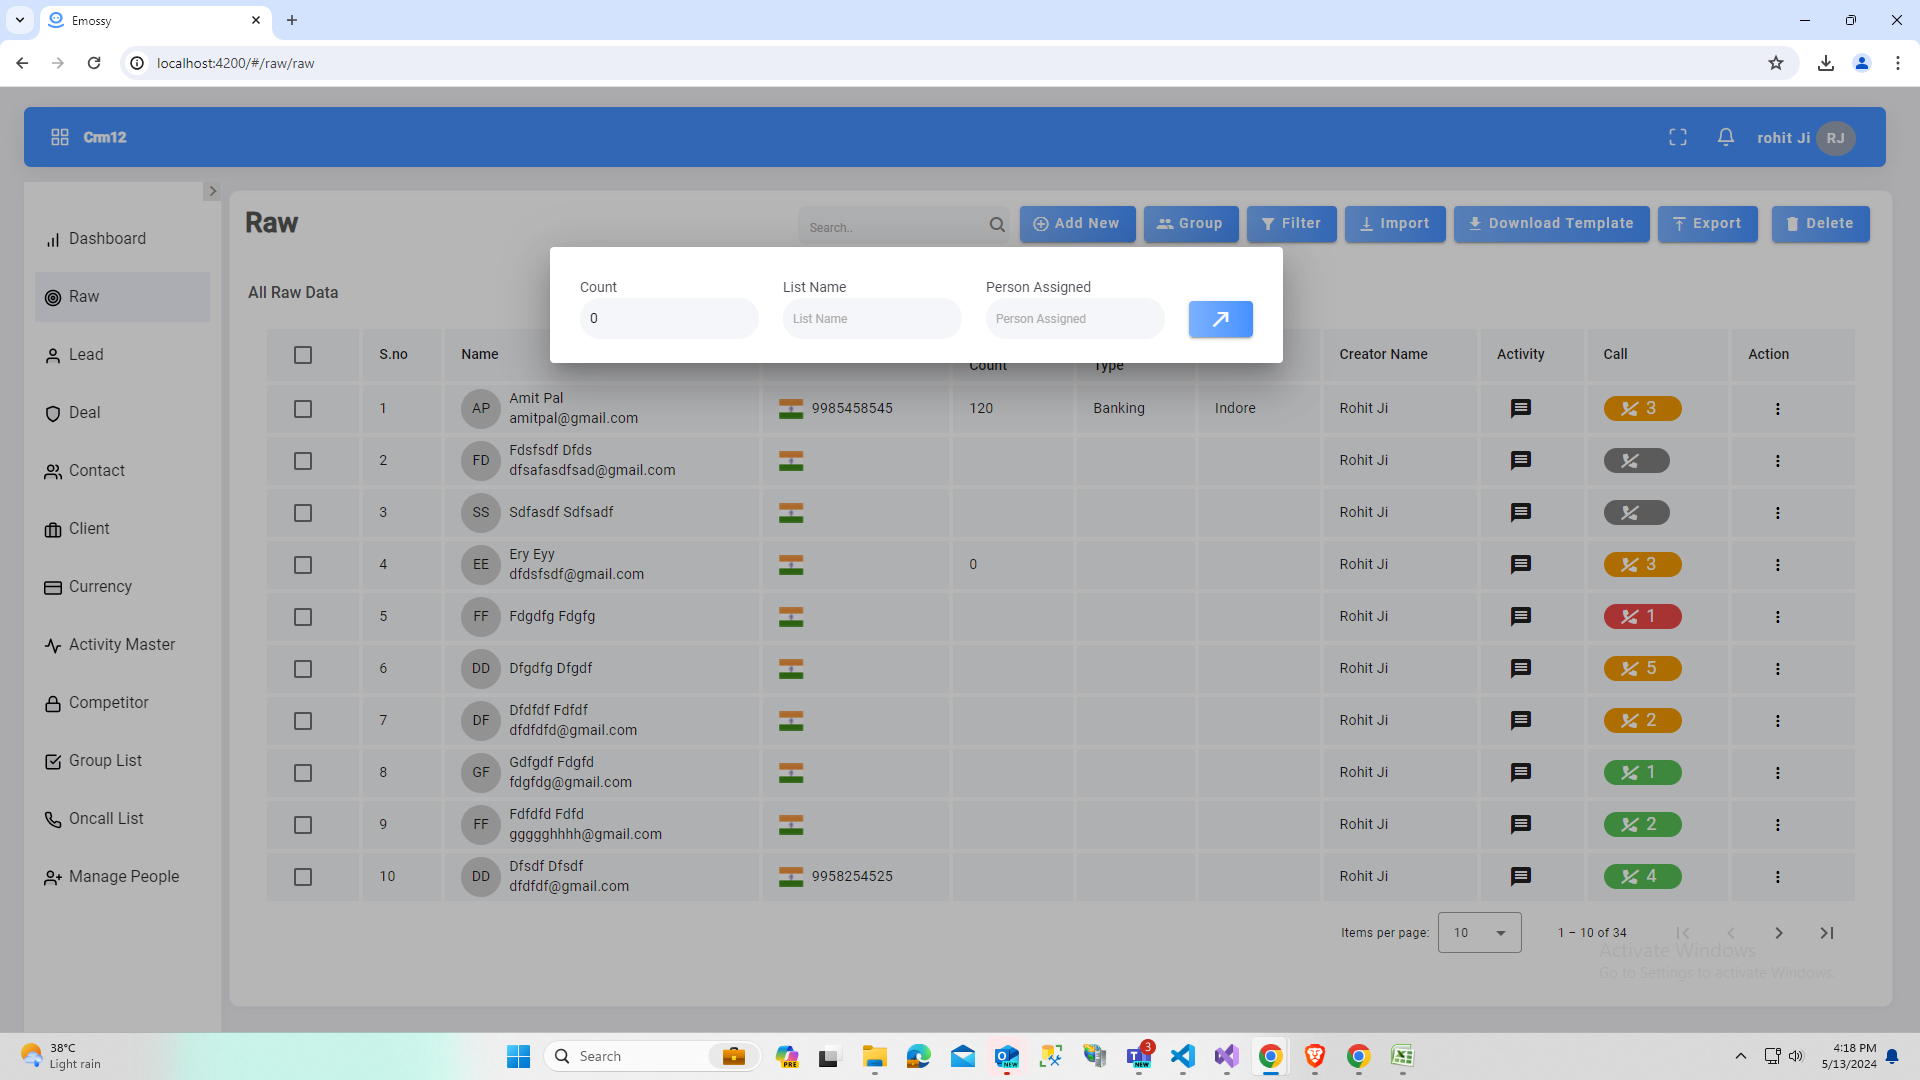 Emossy
localhost:4200/#/raw/raw
Crm12
rohit Ji RJ
Raw
Search..
Add New
Group
Filter
Import
Download Template
Export
Delete
Dashboard
Raw
Lead
Deal
Contact
Client
Currency
Activity Master
Competitor
Group List
Oncall List
Manage People
All Raw Data
Count
0
List Name
List Name
Person Assigned
Person Assigned
S.no Name Count Type Creator Name Activity Call Action
1 AP Amit Pal
amitpal@gmail.com
9985458545 120 Banking Indore Rohit Ji 3
2 FD Fdsfsdf Dfds
dfsafasdfsad@gmail.com
Rohit Ji
3 SS Sdfasdf Sdfsadf Rohit Ji
4 EE Ery Eyy
dfdsfsdf@gmail.com
0 Rohit Ji 3
5 FF Fdgdfg Fdgfg Rohit Ji 1
6 DD Dfgdfg Dfgdf Rohit Ji 5
7 DF Dfdfdf Fdfdf
dfdfdfd@gmail.com
Rohit Ji 2
8 GF Gdfgdf Fdgfd
fdgfdg@gmail.com
Rohit Ji 1
9 FF Fdfdfd Fdfd
ggggghhhh@gmail.com
Rohit Ji 2
10 DD Dfsdf Dfsdf
dfdfdf@gmail.com
9958254525 Rohit Ji 4
Items per page: 10 1 – 10 of 34
Activate Windows
Go to Settings to activate Windows.
38°C
Light rain
Search
PRE
NEW
NEW
3
4:18 PM
5/13/2024